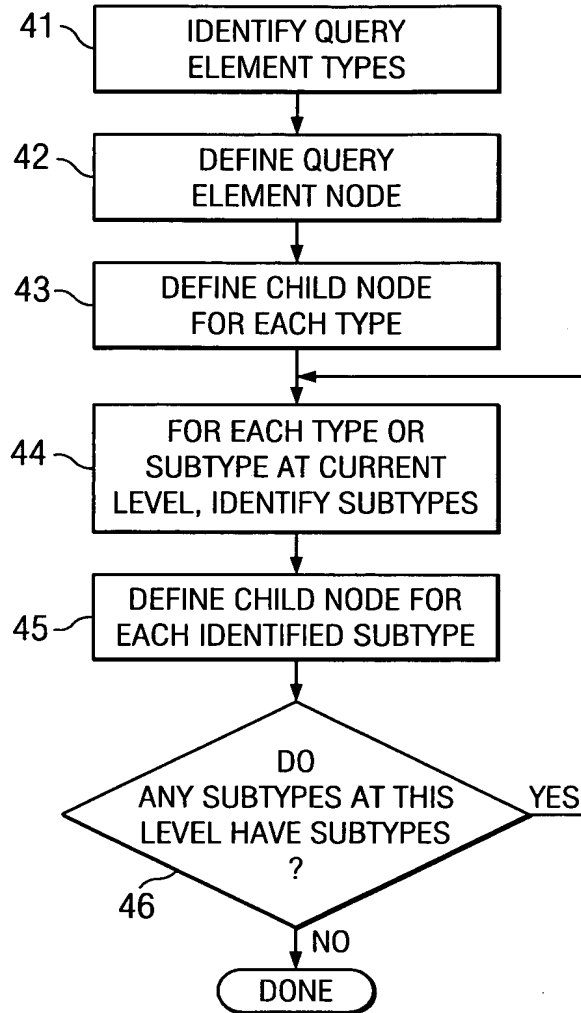 41
IDENTIFY QUERY
ELEMENT TYPES
42
DEFINE QUERY
ELEMENT NODE
43
DEFINE CHILD NODE
FOR EACH TYPE
44
FOR EACH TYPE OR
SUBTYPE AT CURRENT
LEVEL, IDENTIFY SUBTYPES
45
DEFINE CHILD NODE FOR
EACH IDENTIFIED SUBTYPE
DO
ANY SUBTYPES AT THIS
LEVEL HAVE SUBTYPES
?
YES
46
NO
DONE